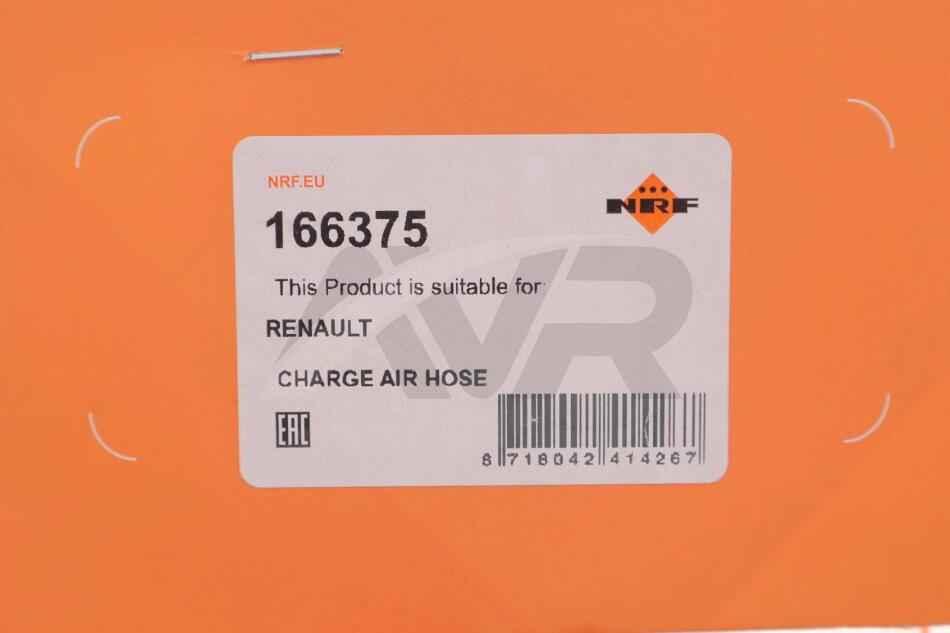 NRF.EU
166375
NRF
This Product is suitable for:
RENAULT
CHARGE AIR HOSE
EAC
8 718042 414267